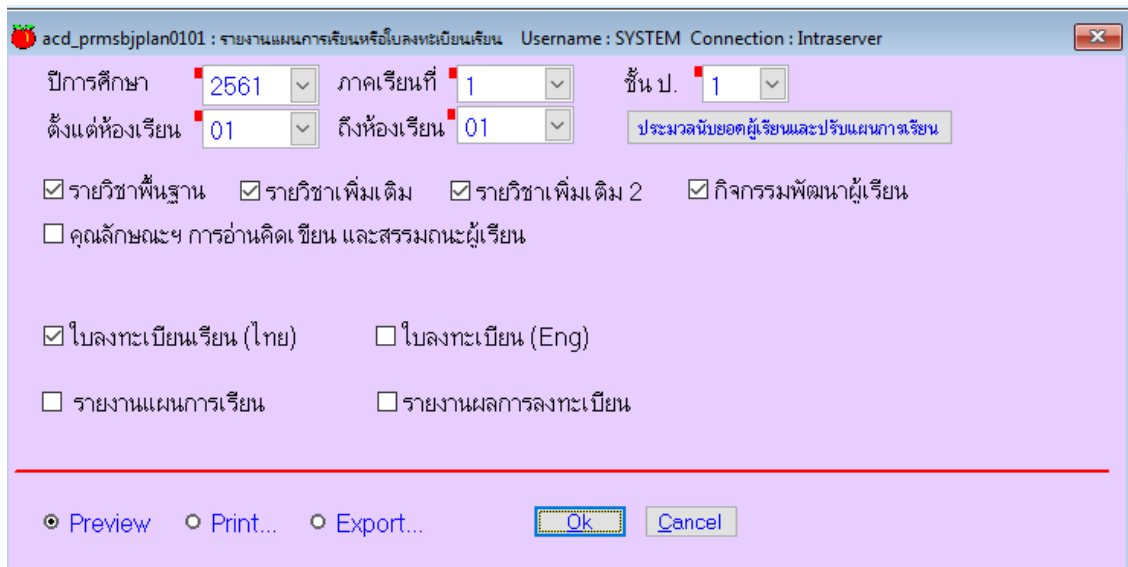 acd_prmsbjplan0101 : รายงานแผนการเรียนหรือใบลงทะเบียนเรียน Username : SYSTEM Connection : Intraserver
ปีการศึกษา 2561 ภาคเรียนที่ 1 ชั้น ป. 1
ตั้งแต่ห้องเรียน 01 ถึงห้องเรียน 01 ประมวลนับยอดผู้เรียนและปรับแผนการเรียน
รายวิชาพื้นฐาน รายวิชาเพิ่มเติม รายวิชาเพิ่มเติม 2 กิจกรรมพัฒนาผู้เรียน
คุณลักษณะฯ การอ่านคิดเขียน และสรรมถนะผู้เรียน
ใบลงทะเบียนเรียน (ไทย) ใบลงทะเบียน (Eng)
รายงานแผนการเรียน รายงานผลการลงทะเบียน
Preview Print... Export... Ok Cancel